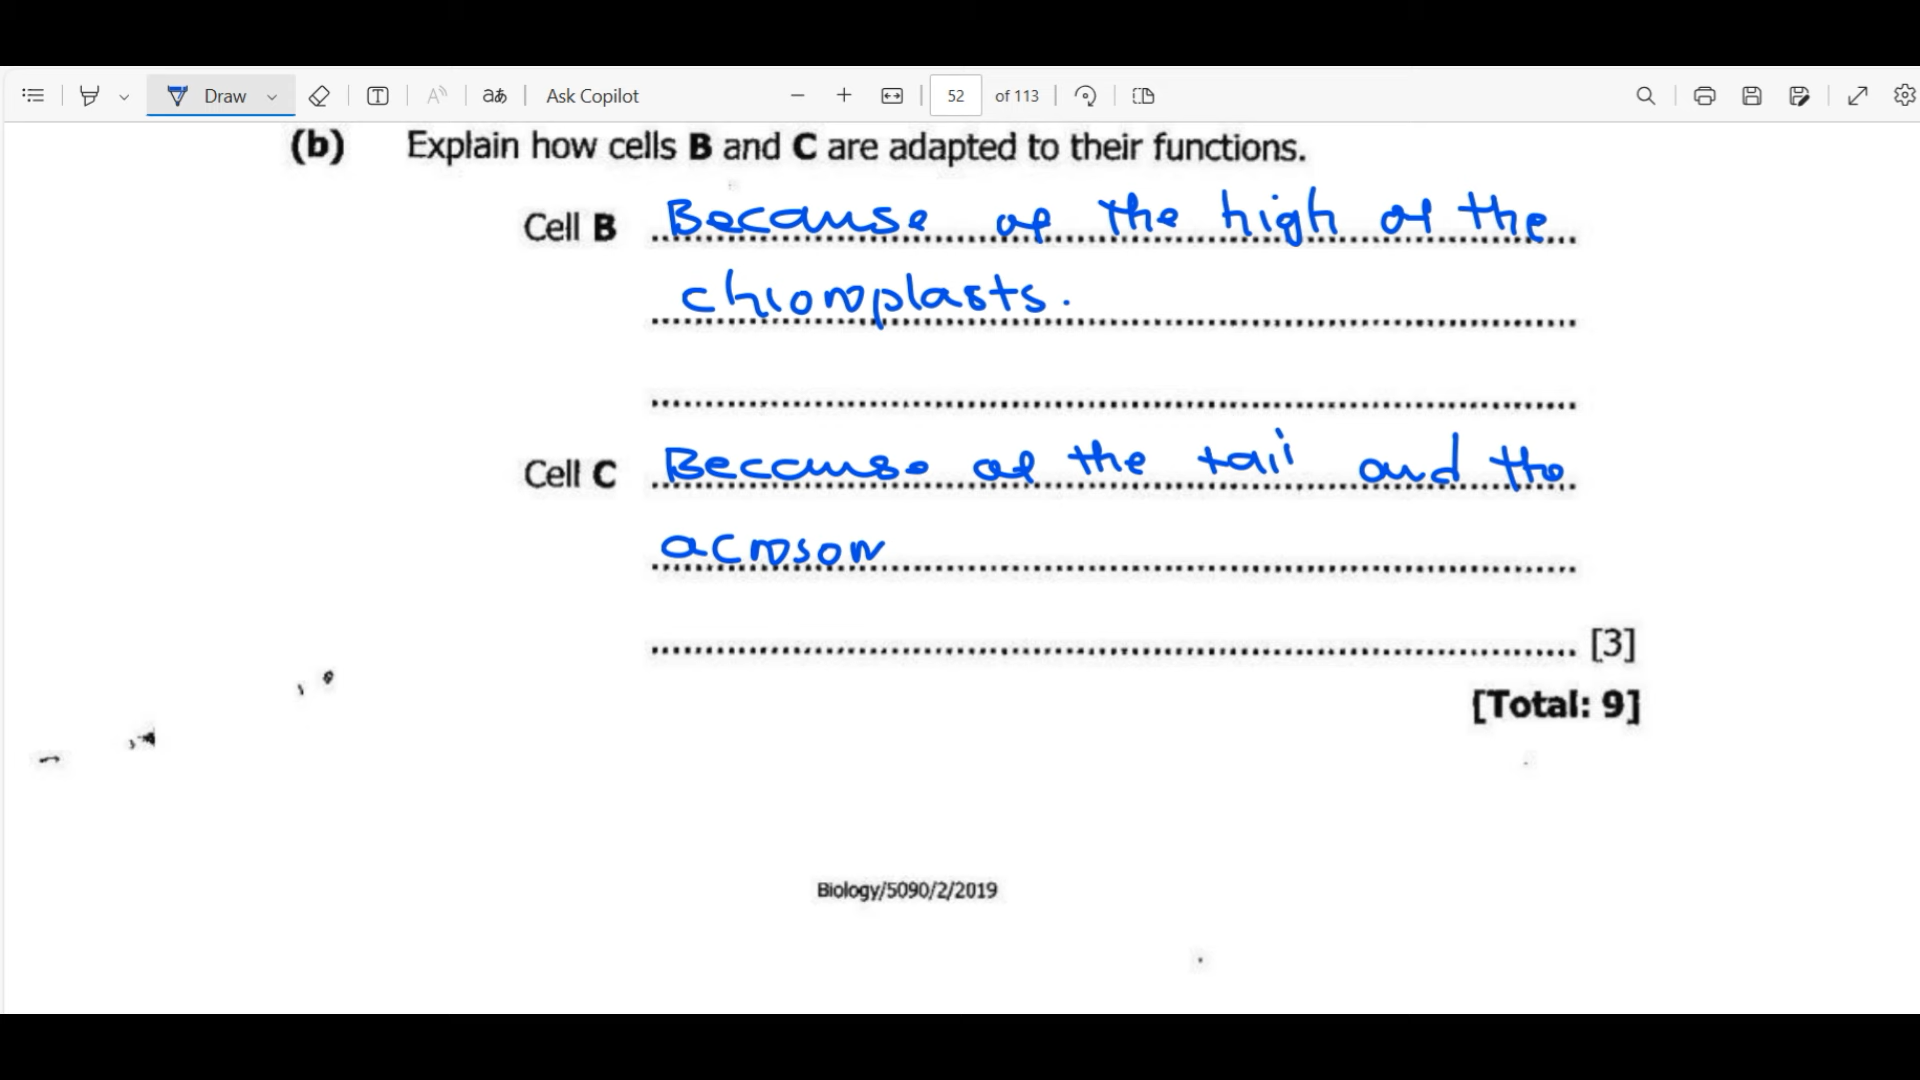 Draw
Ask Copilot
52 of 113
(b) Explain how cells B and C are adapted to their functions.
Cell B Because of the high of the
chloroplasts.
Cell C Because of the tail and the
acrosom
[3]
[Total: 9]
Biology/5090/2/2019